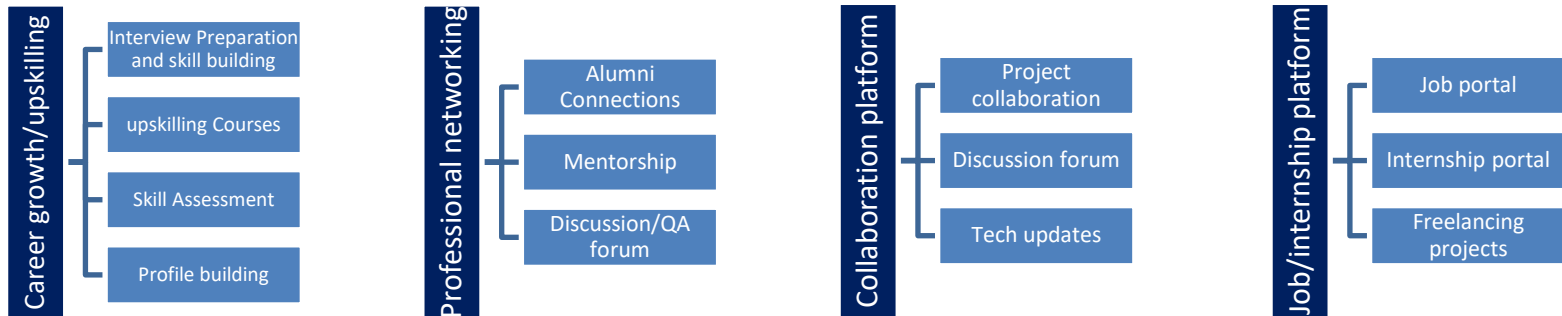 Career growth/upskilling
Interview Preparation
and skill building
upskilling Courses
Skill Assessment
Profile building
Professional networking
Alumni
Connections
Mentorship
Discussion/QA
forum
Collaboration platform
Project
collaboration
Discussion forum
Tech updates
Job/internship platform
Job portal
Internship portal
Freelancing
projects